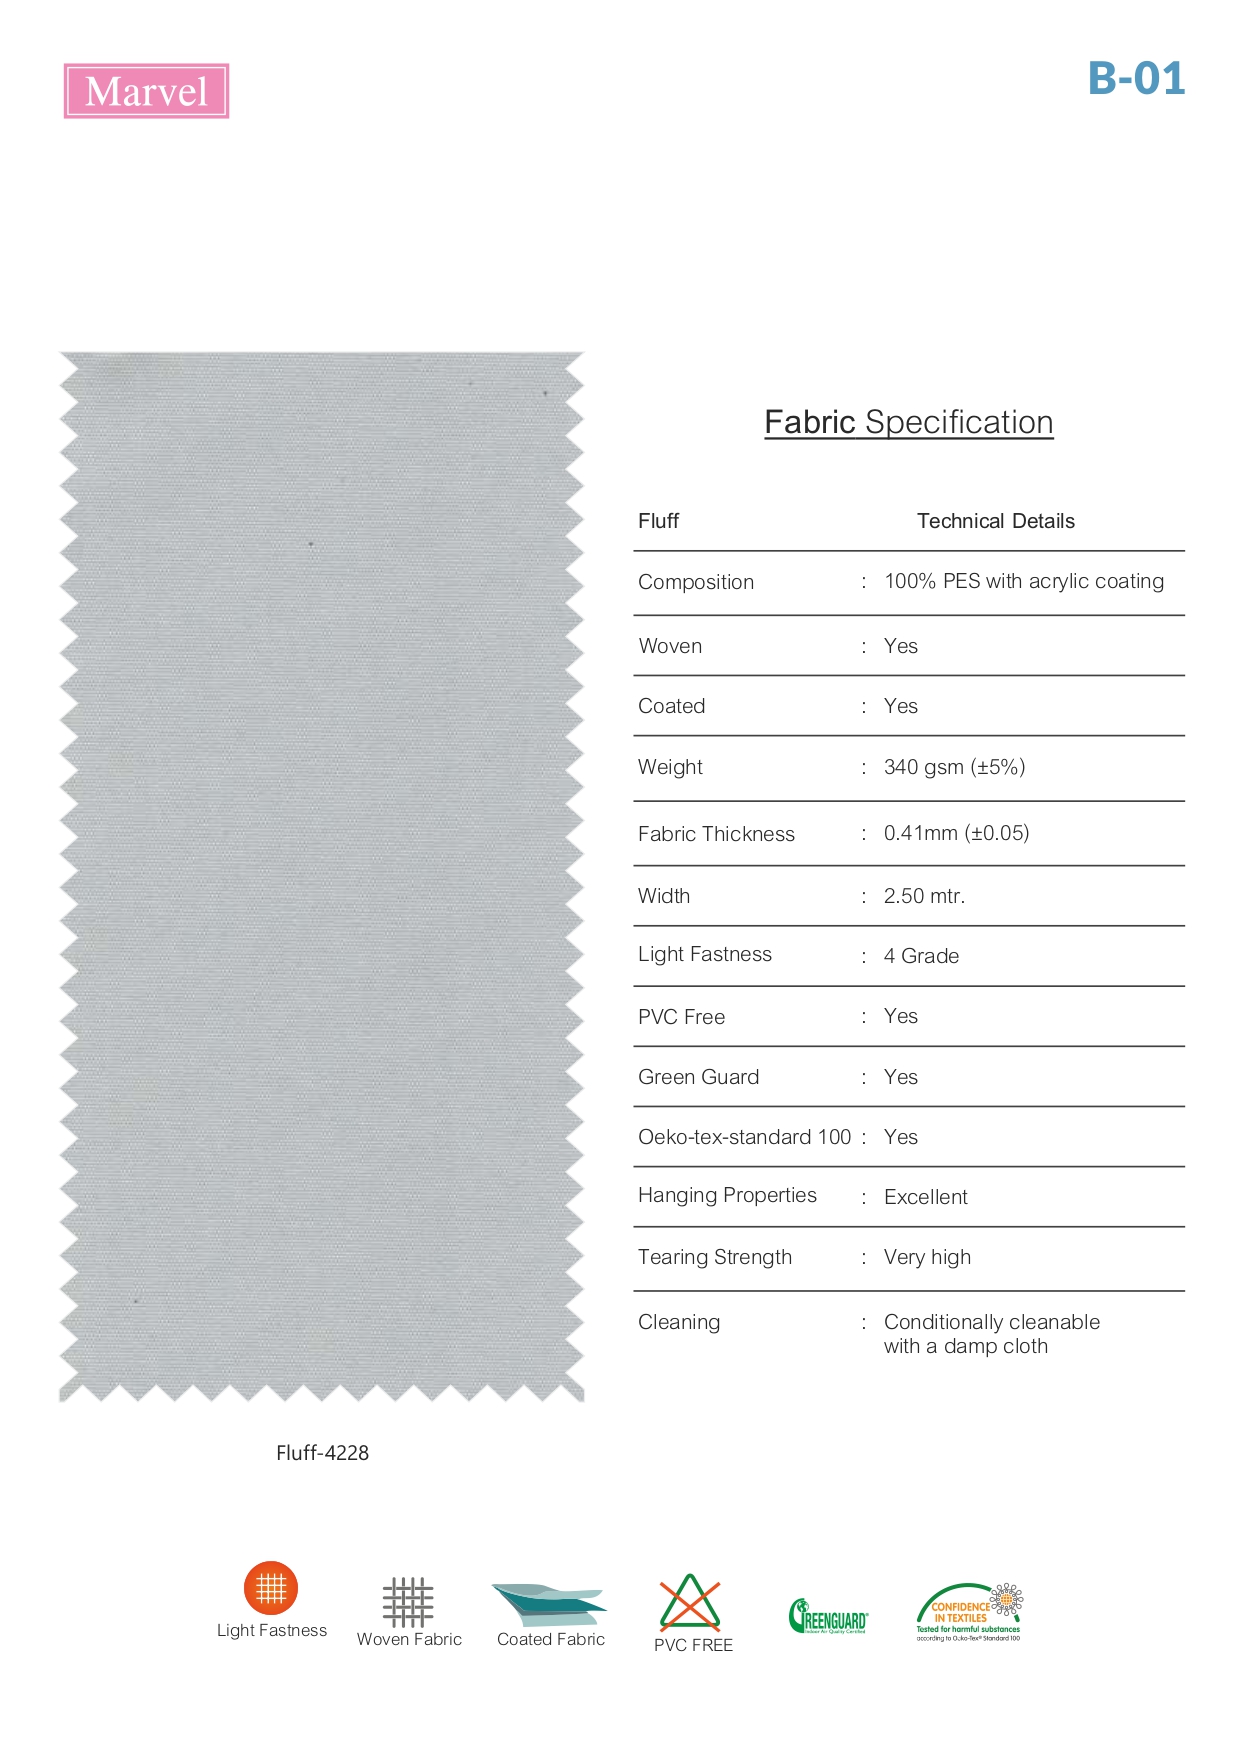 Marvel
B-01
Fabric Specification
Fluff Technical Details
Composition : 100% PES with acrylic coating
Woven : Yes
Coated : Yes
Weight : 340 gsm (±5%)
Fabric Thickness : 0.41mm (±0.05)
Width : 2.50 mtr.
Light Fastness : 4 Grade
PVC Free : Yes
Green Guard : Yes
Oeko-tex-standard 100 : Yes
Hanging Properties : Excellent
Tearing Strength : Very high
Cleaning : Conditionally cleanable
with a damp cloth
Fluff-4228
Light Fastness
Woven Fabric
Coated Fabric
PVC FREE
GREENGUARD
Indoor Air Quality Certified
CONFIDENCE
IN TEXTILES
Tested for harmful substances
according to Oeko-Tex® Standard 100